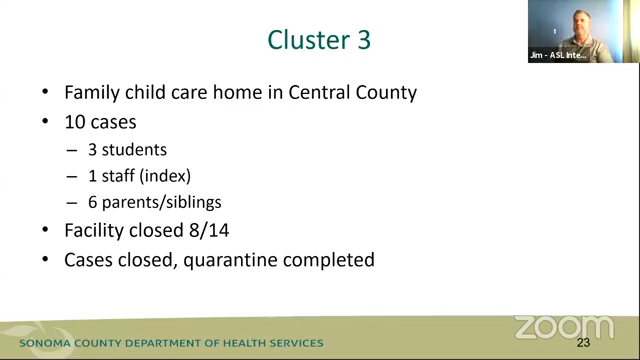 Cluster 3
Jim - ASL Inte...
• Family child care home in Central County
• 10 cases
– 3 students
– 1 staff (index)
– 6 parents/siblings
• Facility closed 8/14
• Cases closed, quarantine completed
SONOMA COUNTY DEPARTMENT OF HEALTH SERVICES
zoom
23